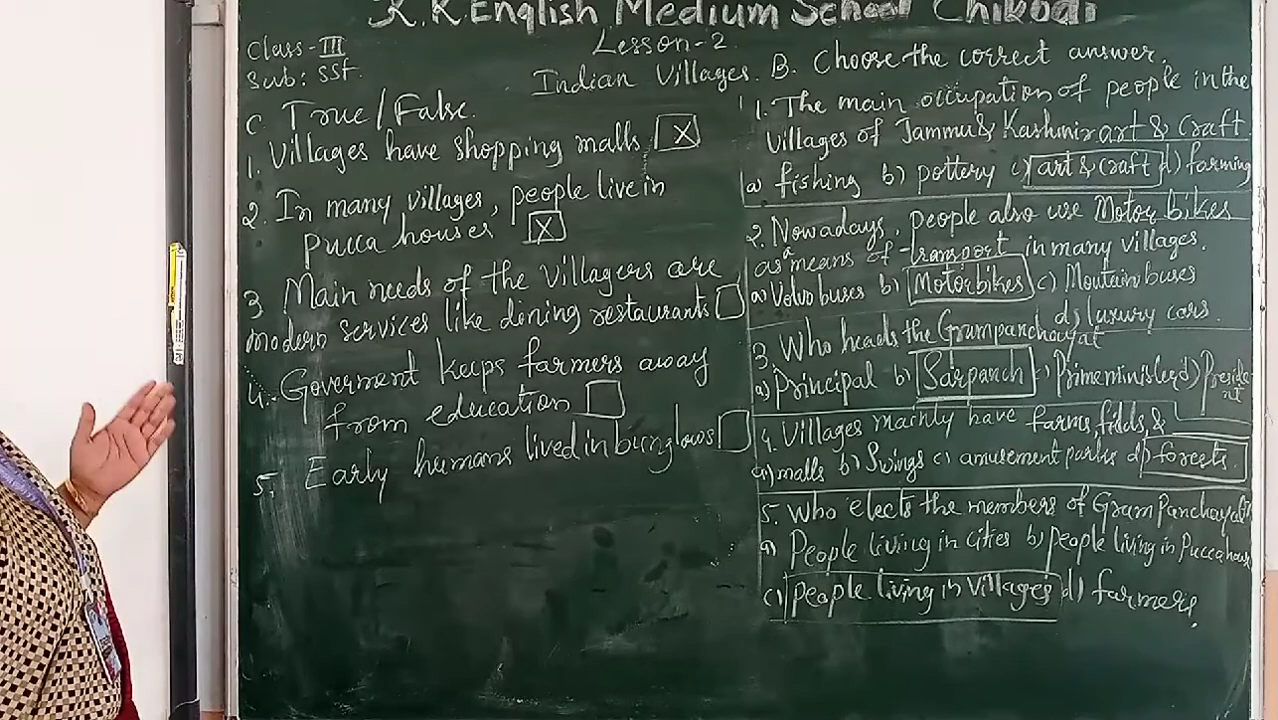 K.K.English Medium School Chikodi
Class-III
Sub: SSt.
Lesson-2
Indian Villages.
C. True/False.
1. Villages have shopping malls X
2. In many villages, people live in
Pucca houses X
3 Main needs of the villagers are
modern services like dining restaurants
4. Goverment keeps farmers away
from education
5. Early humans lived in bunglows
B. Choose the correct answer.
1. The main occupation of people in the
Villages of Jammu & Kashmir art & craft
a) fishing b) pottery c) art & craft d) farming
2. Nowadays, people also use Motor bikes
as a means of transport in many villages.
a) Volvo buses b) Motorbikes c) Moutein buses
d) luxury cars.
3. Who heads the Grampanchayat
a) Principal b) Sarpanch c) Primeminister d) Preside-
nt
4. Villages mainly have farms, fields, &
a) malls b) Swings c) amusement parks d) forests.
5. Who elects the members of Gram Panchayat
a) People living in cities b) people living in Pucca house
c) people living in villages d) farmers.